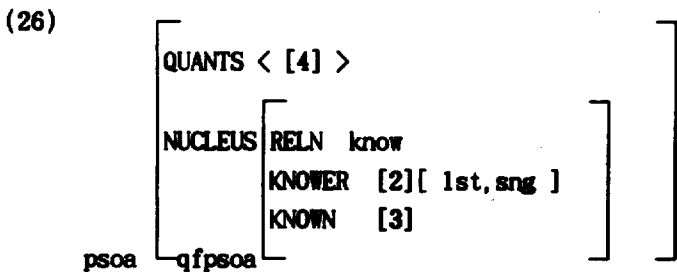 (26)
QUANTS < [4] >
NUCLEUS RELN know
KNOWER [2][ 1st,sng ]
KNOWN [3]
psoa qfpsoa